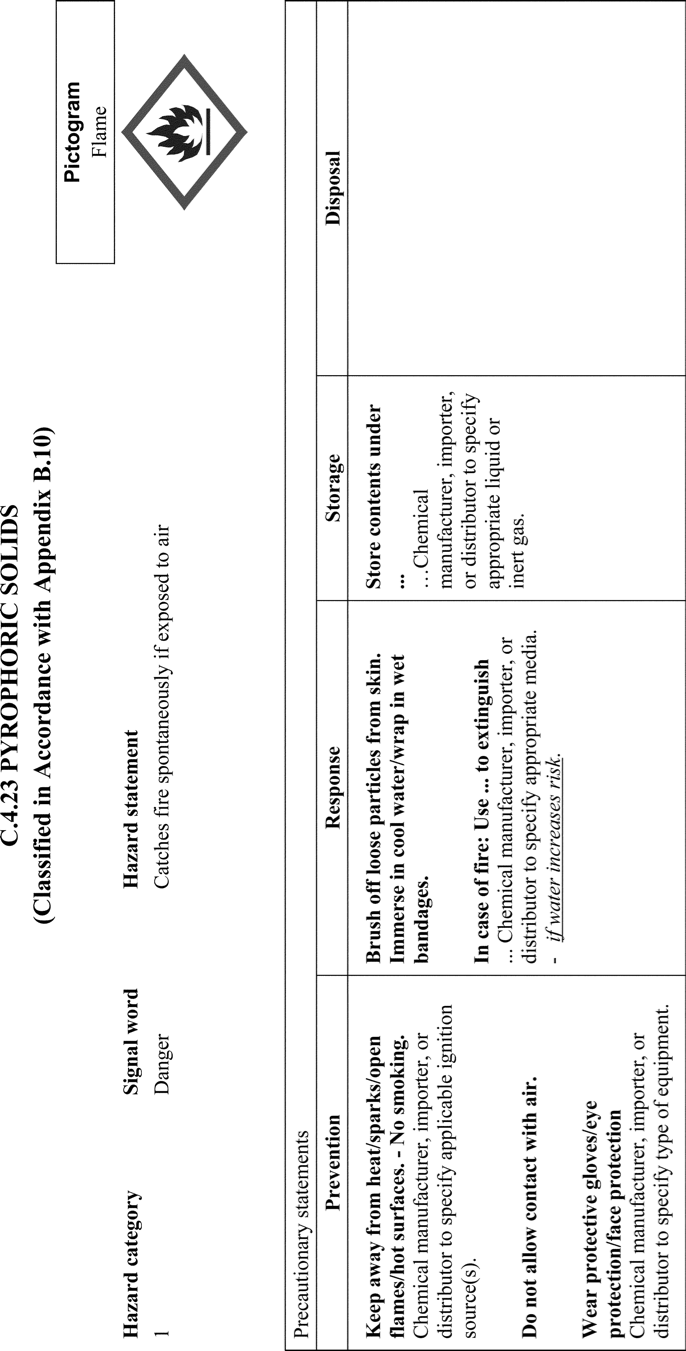 C.4.23 PYROPHORIC SOLIDS
(Classified in Accordance with Appendix B.10)
Pictogram
Flame
Hazard category
Signal word
Hazard statement
1
Danger
Catches fire spontaneously if exposed to air
Precautionary statements
Prevention
Response
Storage
Disposal
Keep away from heat/sparks/open
flames/hot surfaces. - No smoking.
Chemical manufacturer, importer, or
distributor to specify applicable ignition
source(s).
Do not allow contact with air.
Wear protective gloves/eye
protection/face protection
Chemical manufacturer, importer, or
distributor to specify type of equipment.
Brush off loose particles from skin.
Immerse in cool water/wrap in wet
bandages.
In case of fire: Use ... to extinguish
... Chemical manufacturer, importer, or
distributor to specify appropriate media.
- if water increases risk.
Store contents under
...
…Chemical
manufacturer, importer,
or distributor to specify
appropriate liquid or
inert gas.